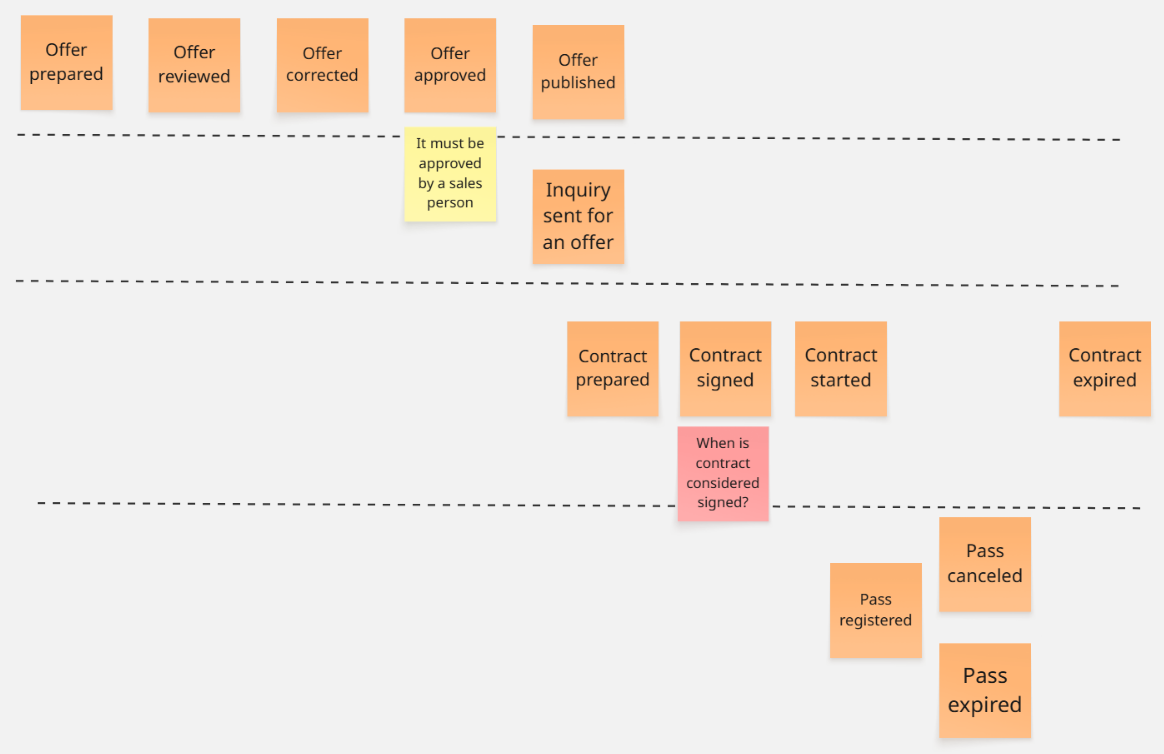 Offer
prepared
Offer
reviewed
Offer
corrected
Offer
approved
Offer
published
It must be
approved
by a sales
person
Inquiry
sent for
an offer
Contract
prepared
Contract
signed
Contract
started
Contract
expired
When is
contract
considered
signed?
Pass
canceled
Pass
registered
Pass
expired